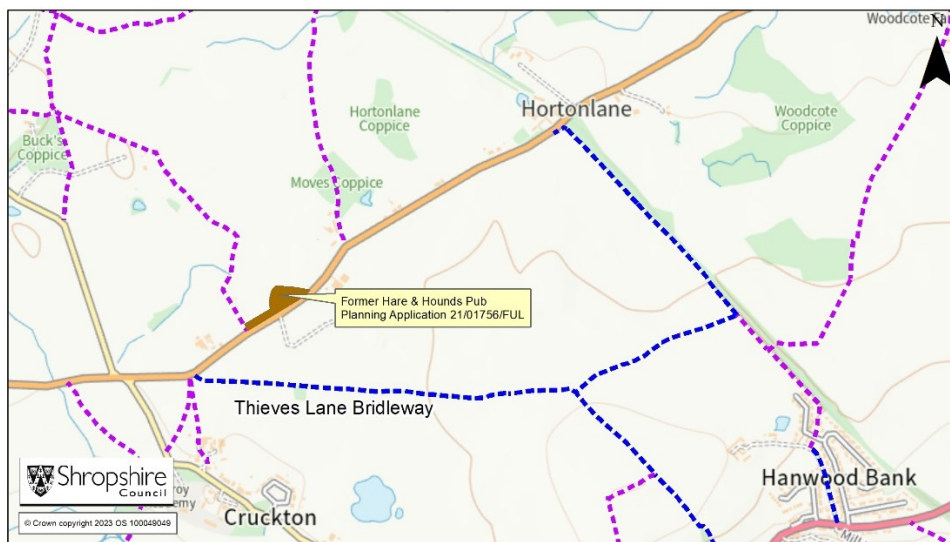 Woodcote
N
Hortonlane
Hortonlane
Coppice
Woodcote
Coppice
Buck's
Coppice
Moves Coppice
Former Hare & Hounds Pub
Planning Application 21/01756/FUL
Thieves Lane Bridleway
Shropshire
Council
Hanwood Bank
© Crown copyright 2023 OS 100049049
Cruckton
Mill